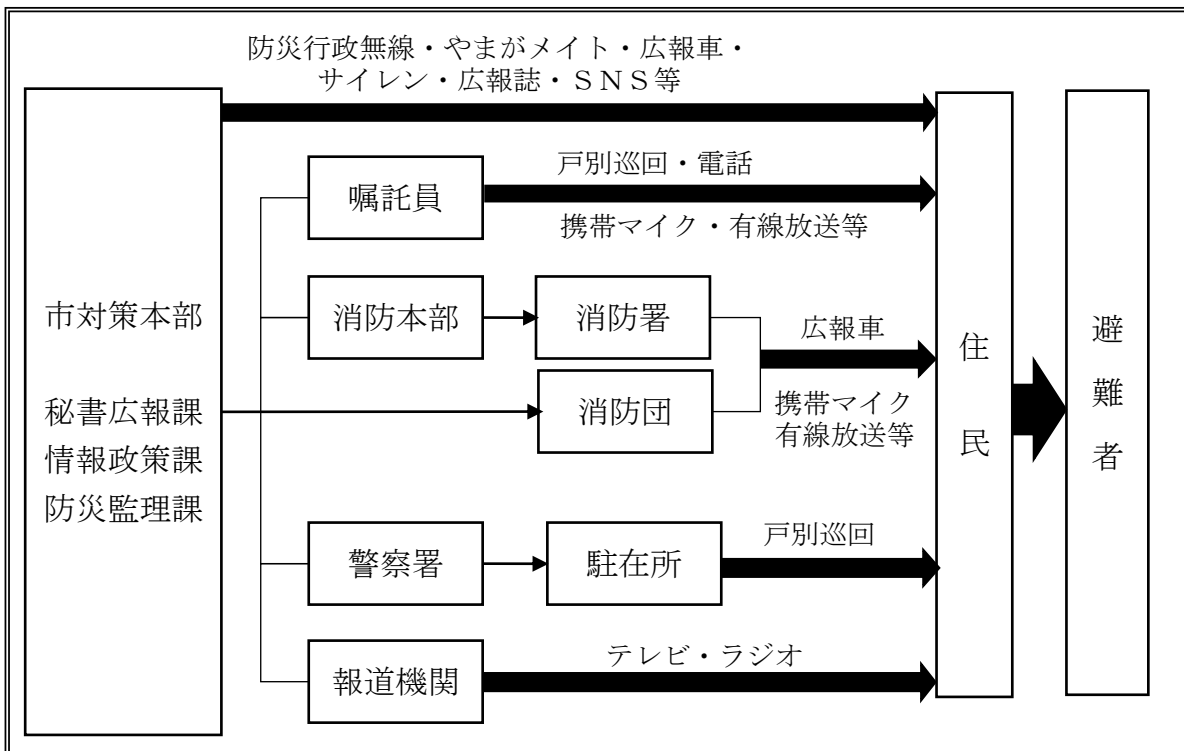 防災行政無線・やまがメイト・広報車・
サイレン・広報誌・ＳＮＳ等
市対策本部
秘書広報課
情報政策課
防災監理課
嘱託員
戸別巡回・電話
携帯マイク・有線放送等
消防本部
消防署
消防団
広報車
携帯マイク
有線放送等
警察署
駐在所
戸別巡回
報道機関
テレビ・ラジオ
住民
避難者